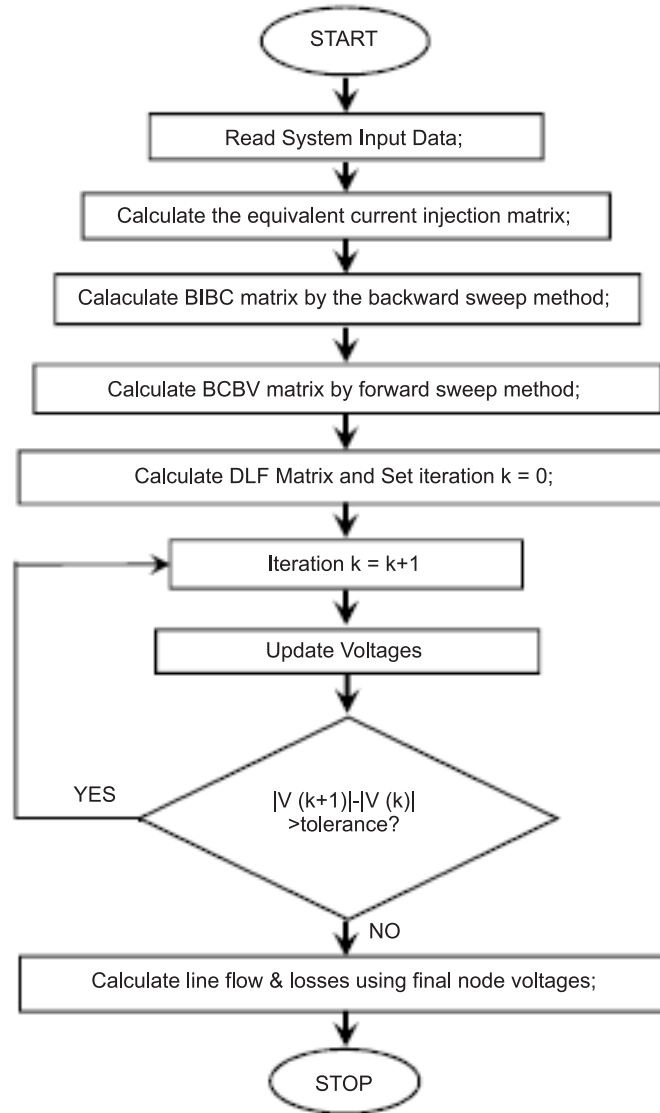 START
Read System Input Data;
Calculate the equivalent current injection matrix;
Calaculate BIBC matrix by the backward sweep method;
Calculate BCBV matrix by forward sweep method;
Calculate DLF Matrix and Set iteration k = 0;
Iteration k = k+1
Update Voltages
YES
|V (k+1)|-|V (k)|
>tolerance?
NO
Calculate line flow & losses using final node voltages;
STOP